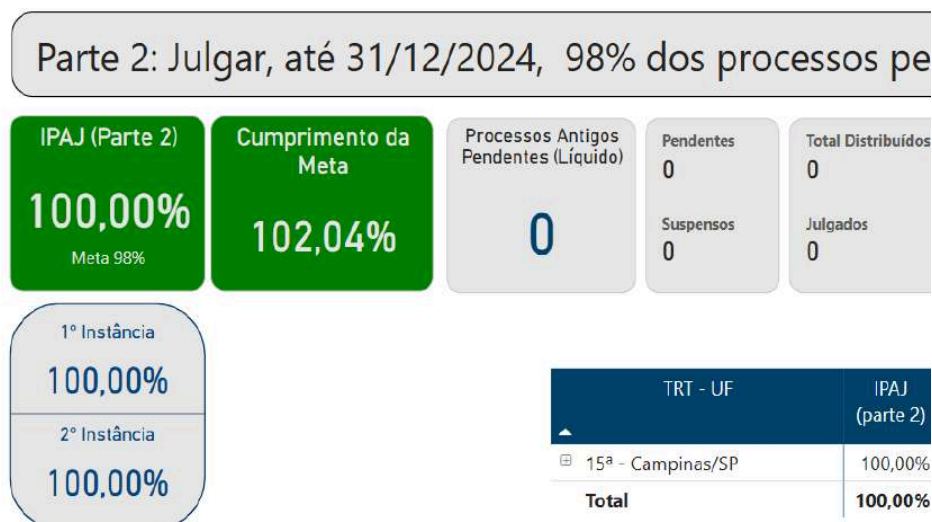 Parte 2: Julgar, até 31/12/2024, 98% dos processos pe
IPAJ (Parte 2)
100,00%
Meta 98%
Cumprimento da
Meta
102,04%
Processos Antigos
Pendentes (Líquido)
0
Pendentes
0
Suspensos
0
Total Distribuídos
0
Julgados
0
1º Instância
100,00%
2º Instância
100,00%
TRT - UF
IPAJ
(parte 2)
15ª - Campinas/SP
100,00%
Total
100,00%